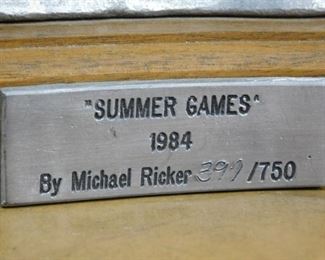 "SUMMER GAMES"
1984
By Michael Ricker 399/750